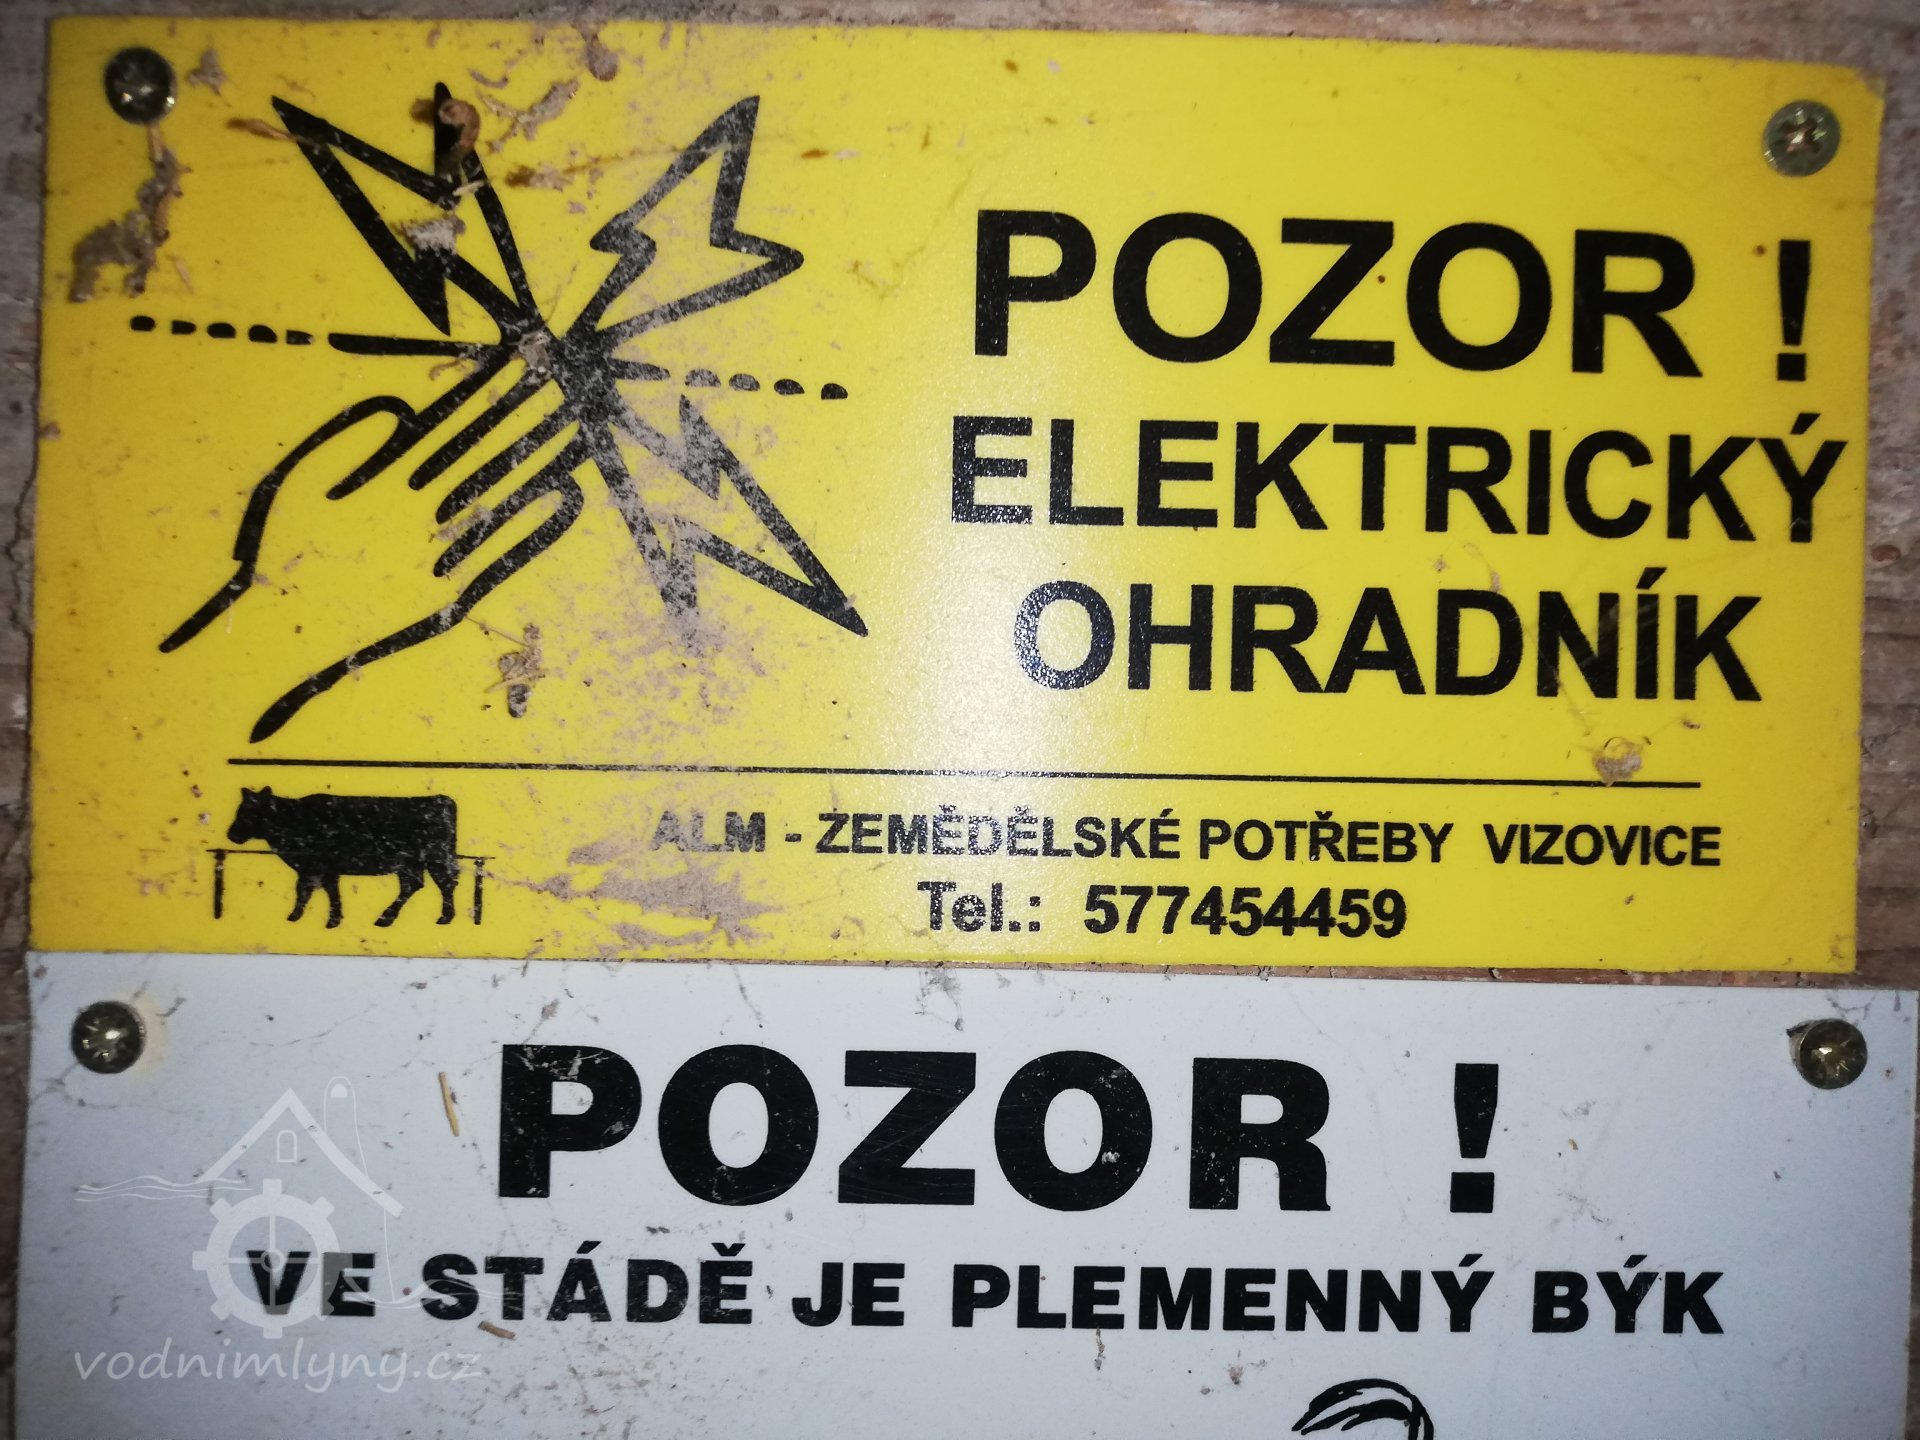 POZOR !
ELEKTRICKÝ
OHRADNÍK
ALM - ZEMĚDĚLSKÉ POTŘEBY VIZOVICE
Tel.: 577454459
POZOR !
VE STÁDĚ JE PLEMENNÝ BÝK
vodnimlyny.cz